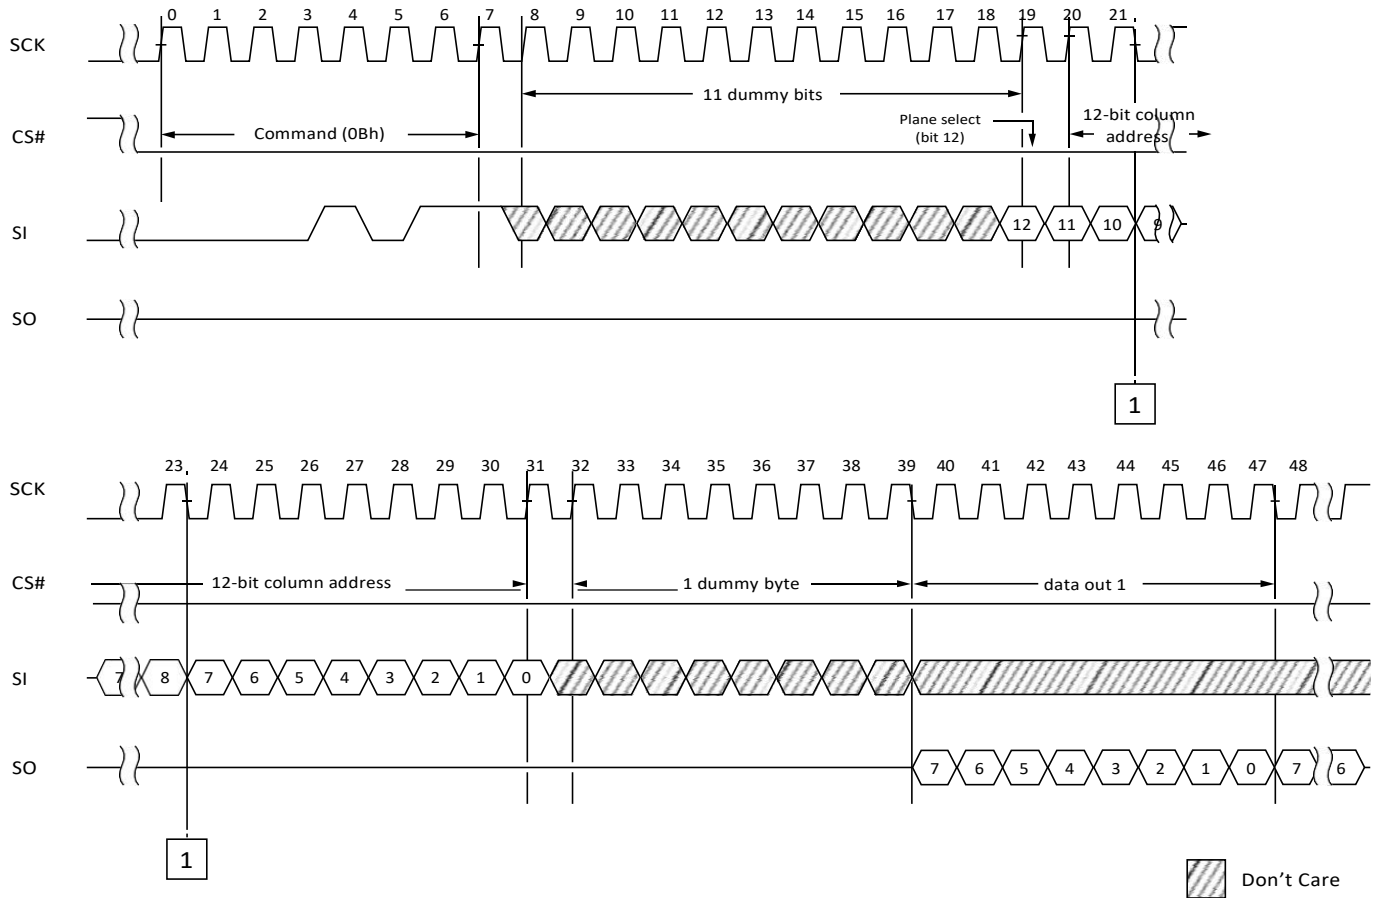 0 1 2 3 4 5 6 7 8 9 10 11 12 13 14 15 16 17 18 19 20 21
SCK
11 dummy bits
Plane select
(bit 12)
12-bit column
address
Command (0Bh)
CS#
SI
12 11 10 9
SO
1
23 24 25 26 27 28 29 30 31 32 33 34 35 36 37 38 39 40 41 42 43 44 45 46 47 48
SCK
CS#
12-bit column address
1 dummy byte
data out 1
SI
7 8 7 6 5 4 3 2 1 0
SO
7 6 5 4 3 2 1 0 7 6
1
Don’t Care